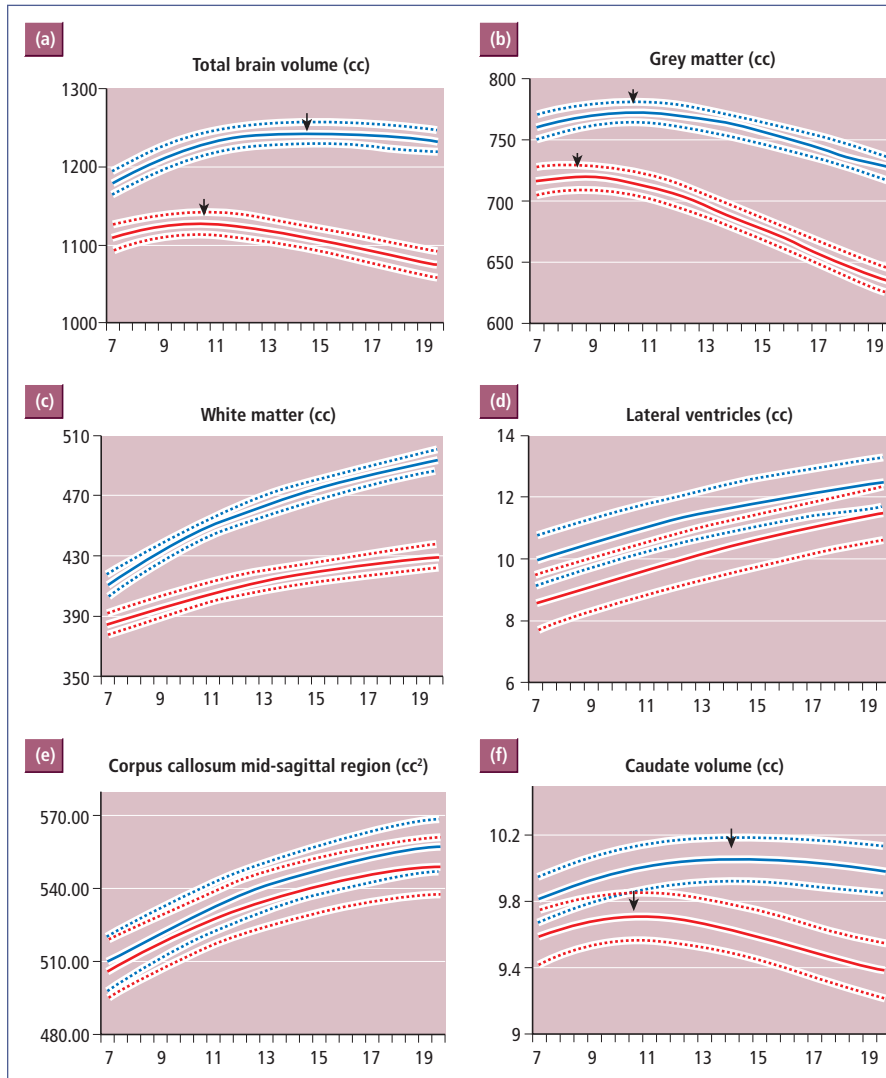 (a)
Total brain volume (cc)
1300
1200
1100
1000
7 9 11 13 15 17 19
(b)
Grey matter (cc)
800
750
700
650
600
7 9 11 13 15 17 19
(c)
White matter (cc)
510
470
430
390
350
7 9 11 13 15 17 19
(d)
Lateral ventricles (cc)
14
12
10
8
6
7 9 11 13 15 17 19
(e)
Corpus callosum mid-sagittal region (cc²)
570.00
540.00
510.00
480.00
7 9 11 13 15 17 19
(f)
Caudate volume (cc)
10.2
9.8
9.4
9
7 9 11 13 15 17 19